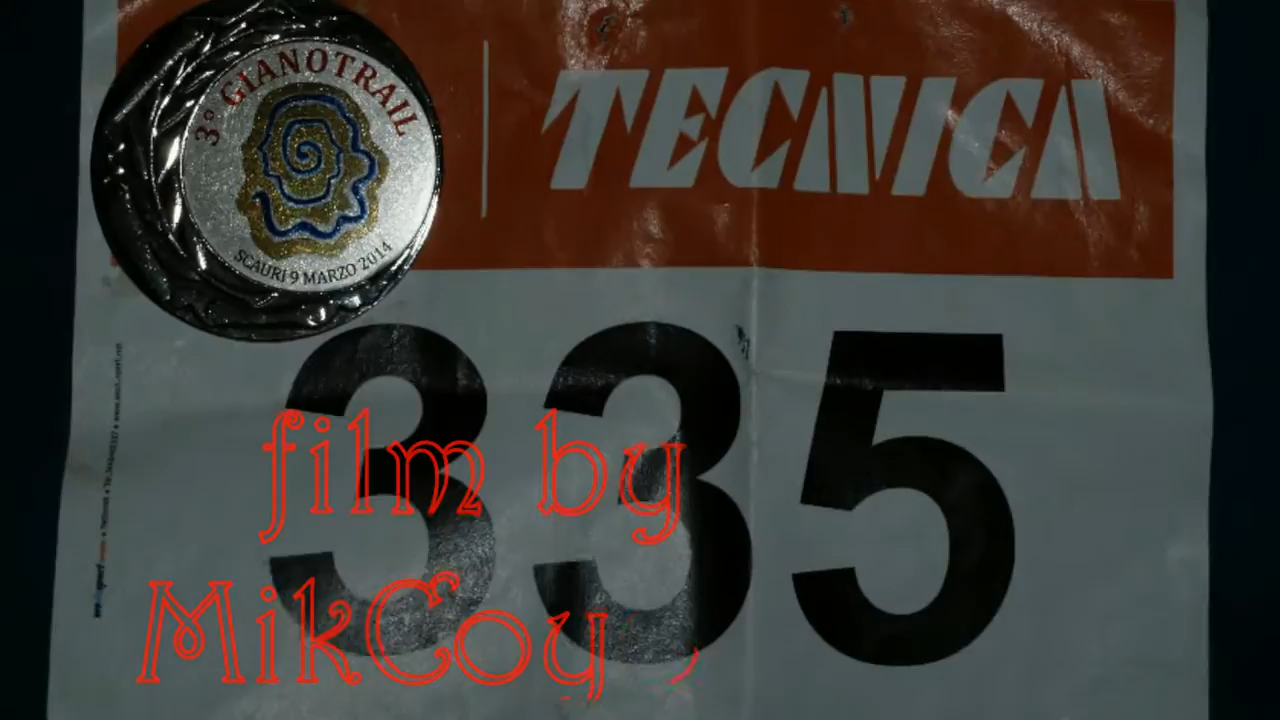 3° GIANOTRAIL
SCAURI 9 MARZO 2014
TECNICA
335
film by
MikCoy